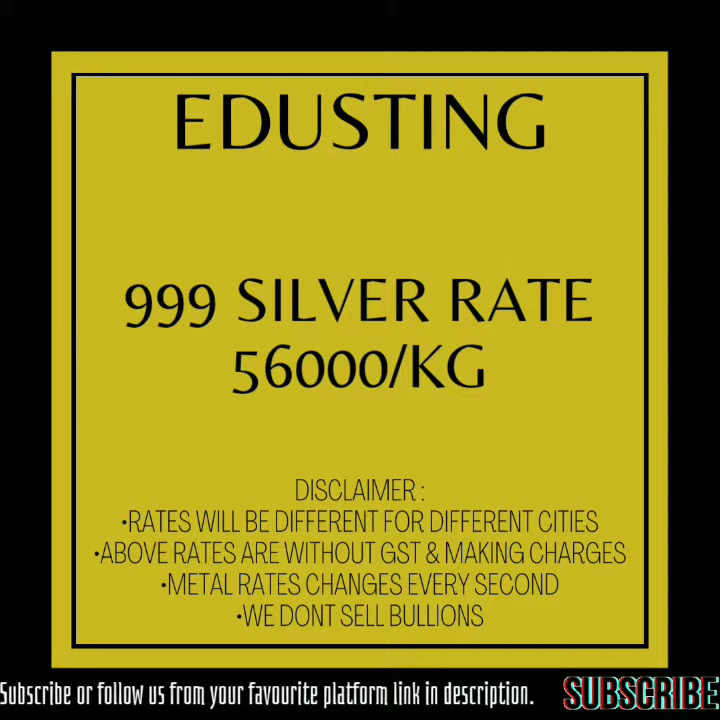 EDUSTING
999 SILVER RATE
56000/KG
DISCLAIMER :
•RATES WILL BE DIFFERENT FOR DIFFERENT CITIES
•ABOVE RATES ARE WITHOUT GST & MAKING CHARGES
•METAL RATES CHANGES EVERY SECOND
•WE DONT SELL BULLIONS
Subscribe or follow us from your favourite platform link in description. SUBSCRIBE